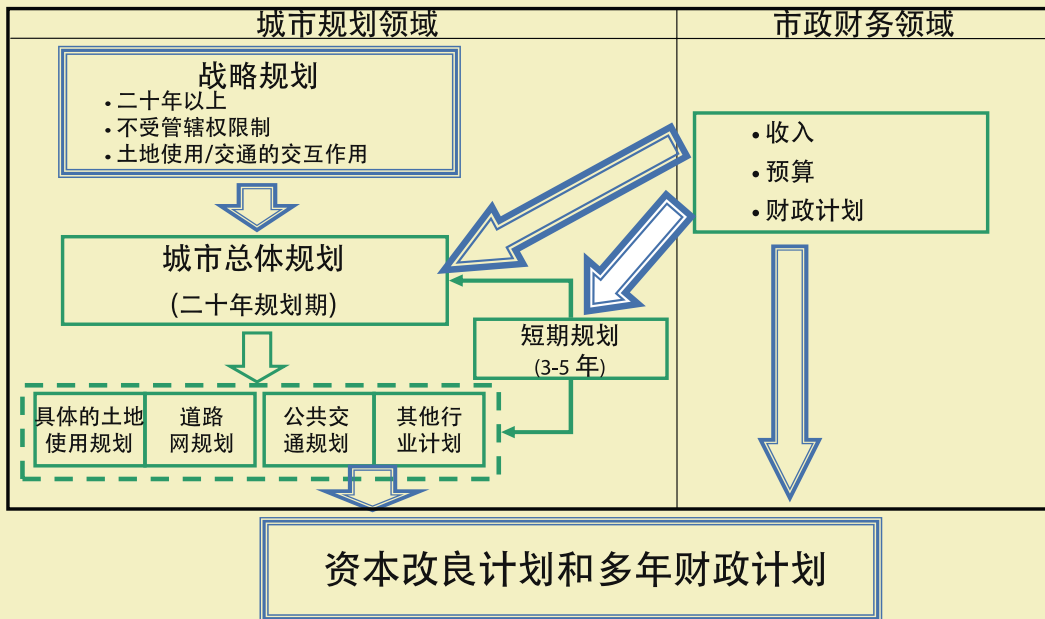 城市规划领域
市政财务领域
战略规划
• 二十年以上
• 不受管辖权限制
• 土地使用/交通的交互作用
• 收入
• 预算
• 财政计划
城市总体规划
(二十年规划期)
短期规划
(3-5 年)
具体的土地
使用规划
道路
网规划
公共交
通规划
其他行
业计划
资本改良计划和多年财政计划